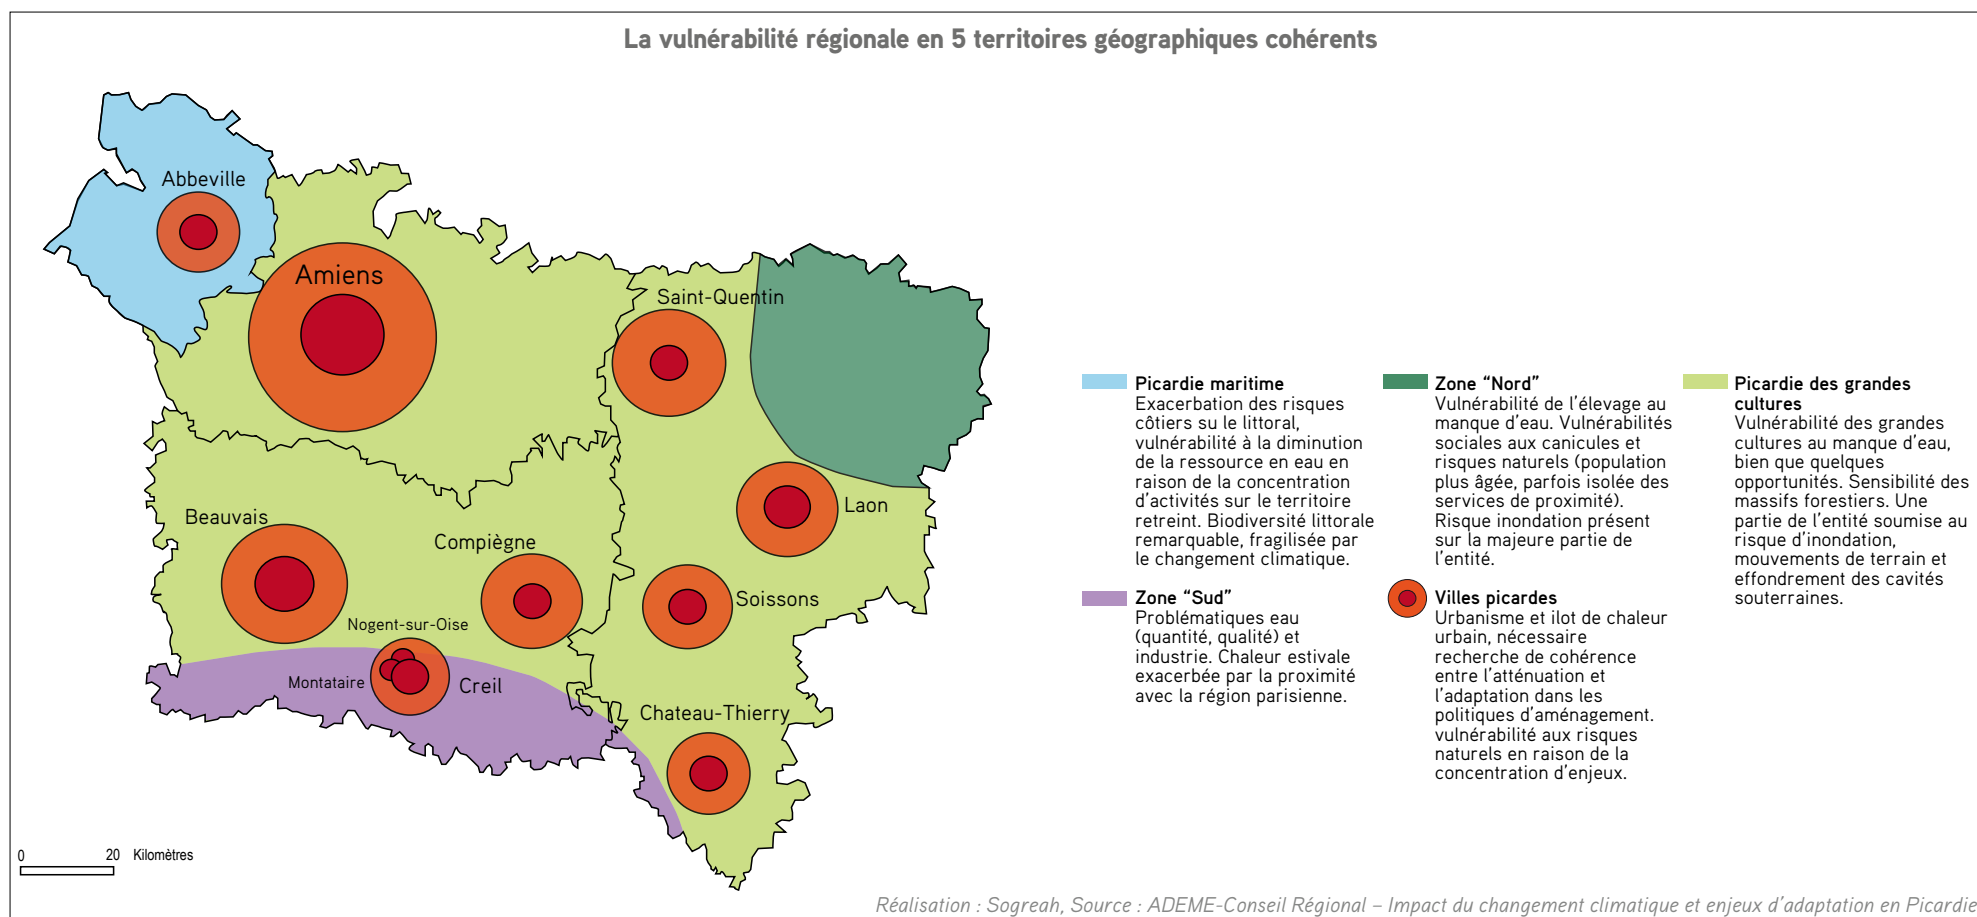 La vulnérabilité régionale en 5 territoires géographiques cohérents
Abbeville
Amiens
Saint-Quentin
Laon
Beauvais
Compiègne
Soissons
Nogent-sur-Oise
Montataire
Creil
Chateau-Thierry
0 20 Kilomètres
Picardie maritime
Exacerbation des risques
côtiers su le littoral,
vulnérabilité à la diminution
de la ressource en eau en
raison de la concentration
d'activités sur le territoire
retreint. Biodiversité littorale
remarquable, fragilisée par
le changement climatique.
Zone “Sud”
Problématiques eau
(quantité, qualité) et
industrie. Chaleur estivale
exacerbée par la proximité
avec la région parisienne.
Zone “Nord”
Vulnérabilité de l'élevage au
manque d'eau. Vulnérabilités
sociales aux canicules et
risques naturels (population
plus âgée, parfois isolée des
services de proximité).
Risque inondation présent
sur la majeure partie de
l'entité.
Villes picardes
Urbanisme et ilot de chaleur
urbain, nécessaire
recherche de cohérence
entre l'atténuation et
l'adaptation dans les
politiques d'aménagement.
vulnérabilité aux risques
naturels en raison de la
concentration d'enjeux.
Picardie des grandes
cultures
Vulnérabilité des grandes
cultures au manque d'eau,
bien que quelques
opportunités. Sensibilité des
massifs forestiers. Une
partie de l'entité soumise au
risque d'inondation,
mouvements de terrain et
effondrement des cavités
souterraines.
Réalisation : Sogreah, Source : ADEME-Conseil Régional – Impact du changement climatique et enjeux d'adaptation en Picardie